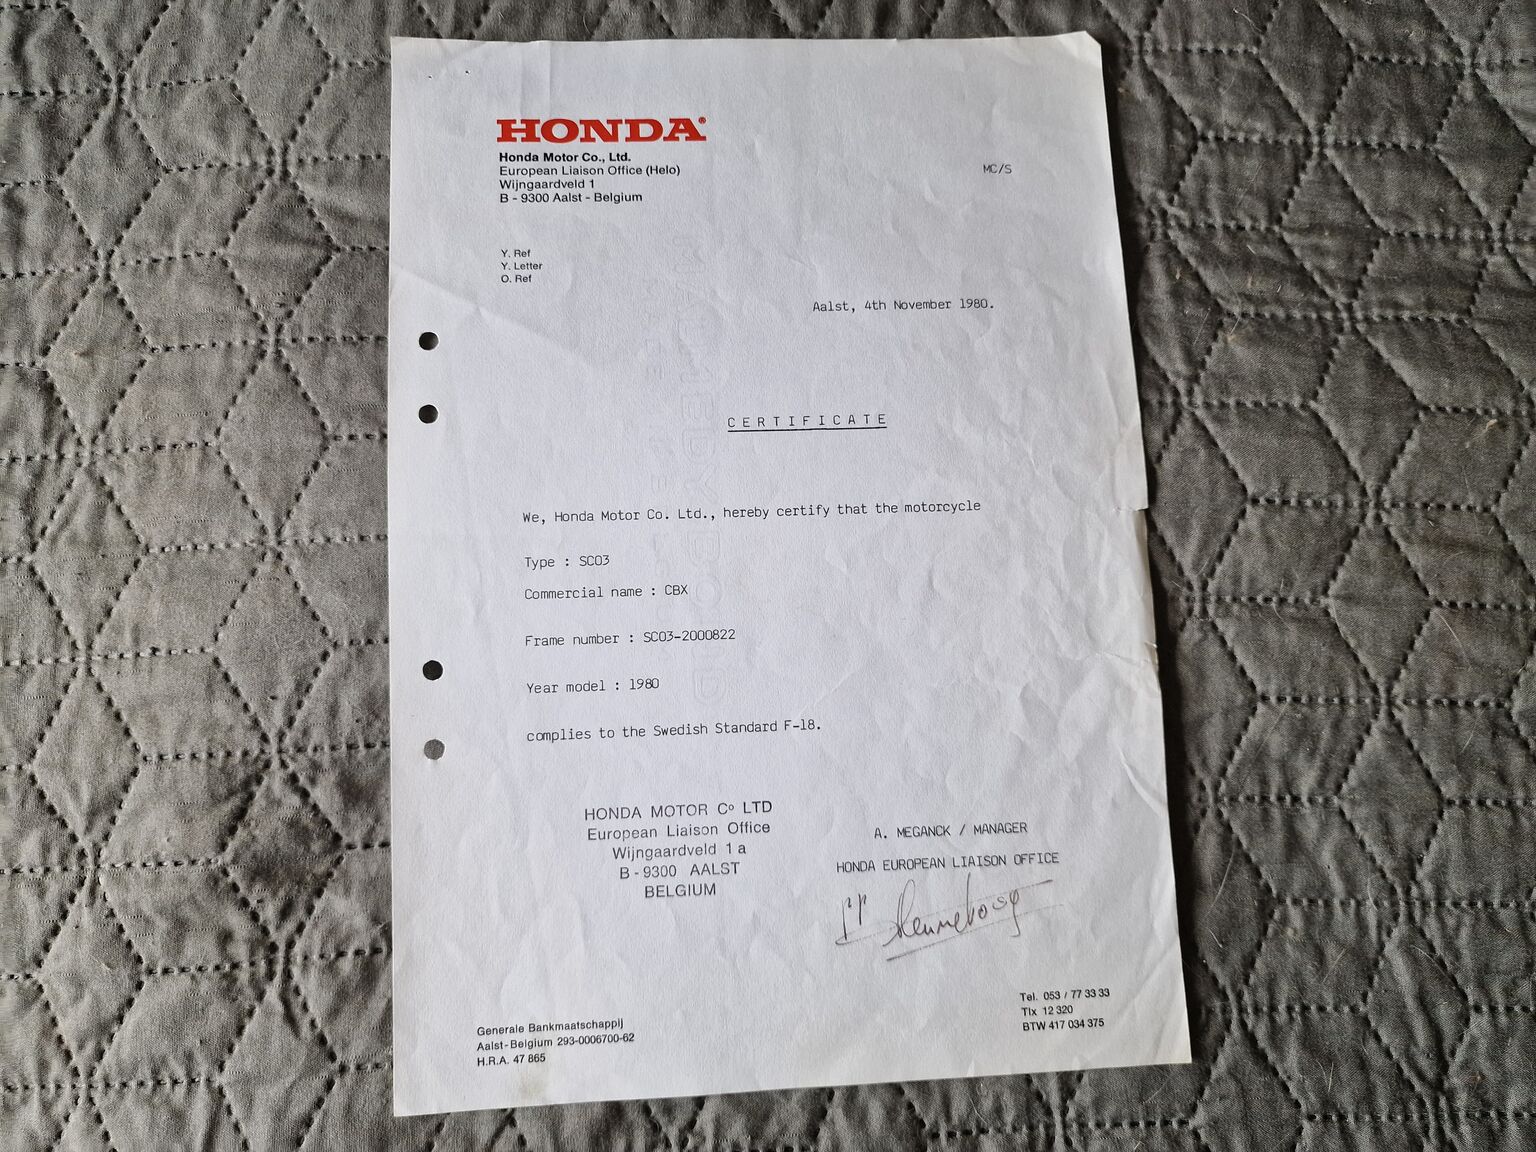 HONDA®
Honda Motor Co., Ltd.
European Liaison Office (Helo)
Wijngaardveld 1
B - 9300 Aalst - Belgium
MC/S
Y. Ref
Y. Letter
O. Ref
Aalst, 4th November 1980.
CERTIFICATE
We, Honda Motor Co. Ltd., hereby certify that the motorcycle
Type : SC03
Commercial name : CBX
Frame number : SC03-2000822
Year model : 1980
complies to the Swedish Standard F-18.
HONDA MOTOR Co LTD
European Liaison Office
Wijngaardveld 1 a
B - 9300 AALST
BELGIUM
A. MEGANCK / MANAGER
HONDA EUROPEAN LIAISON OFFICE
Generale Bankmaatschappij
Aalst - Belgium 293-0006700-62
H.R.A. 47 865
Tel. 053 / 77 33 33
Tlx 12 320
BTW 417 034 375